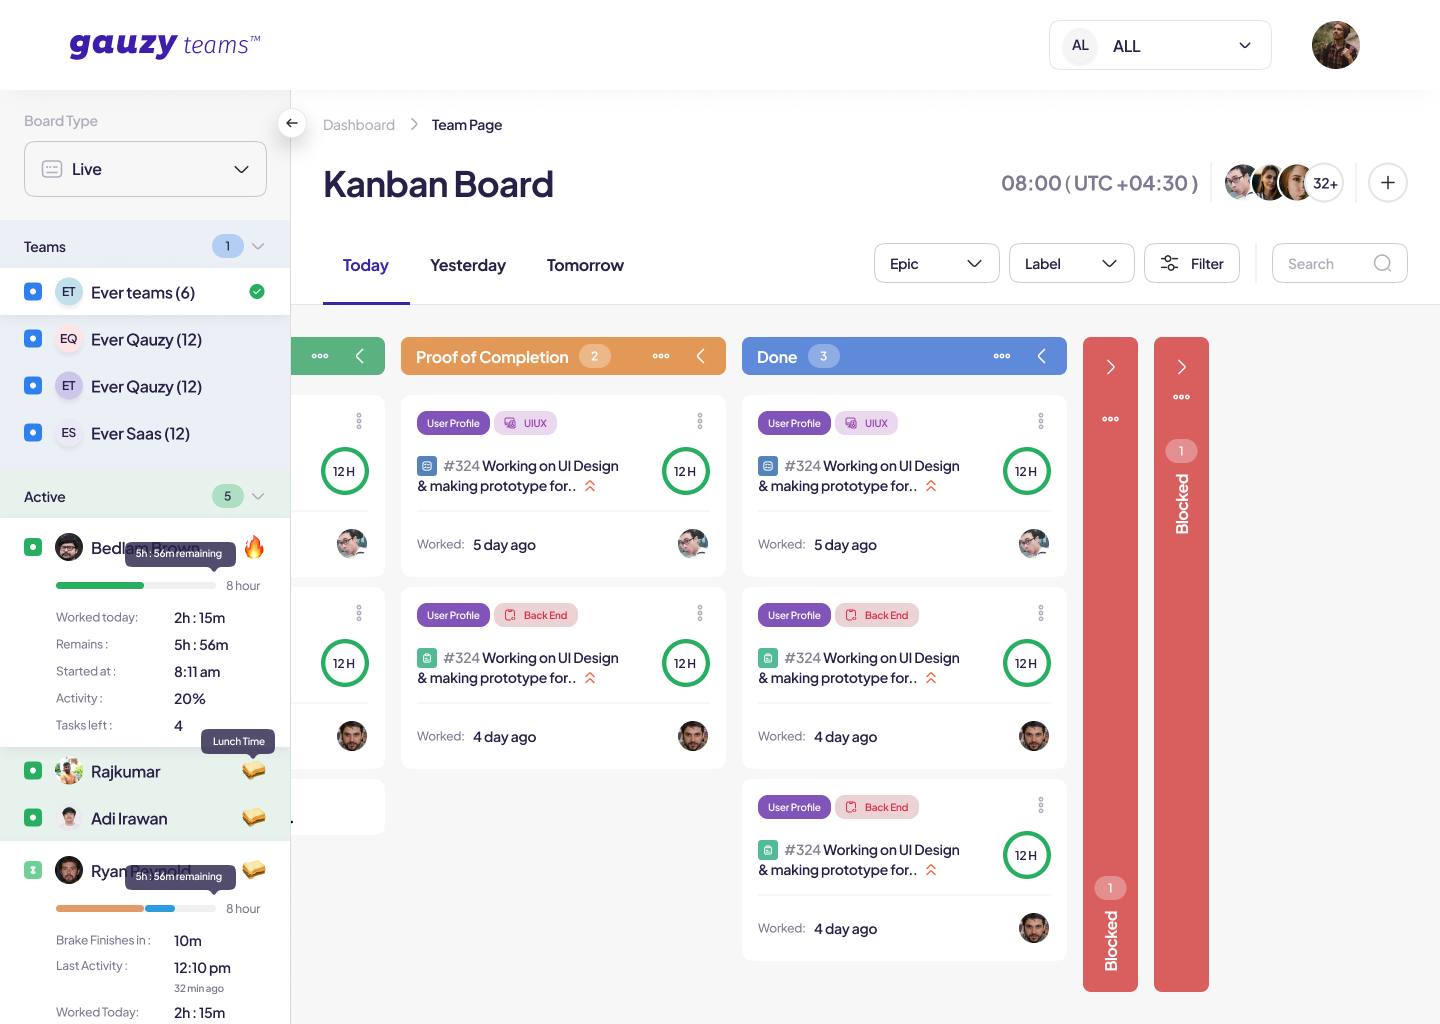 gauzy teams™
AL ALL
Board Type
Live
Teams 1
ET Ever teams (6)
EQ Ever Qauzy (12)
ET Ever Qauzy (12)
ES Ever Saas (12)
Active 5
5h : 56m remaining
8 hour
Worked today: 2h : 15m
Remains : 5h : 56m
Started at : 8:11 am
Activity : 20%
Tasks left : 4
Lunch Time
Rajkumar
Adi Irawan
Ryan
5h : 56m remaining
8 hour
Brake Finishes in : 10m
Last Activity : 12:10 pm
32 min ago
Worked Today: 2h : 15m
Dashboard > Team Page
Kanban Board
08:00 ( UTC +04:30 )
32+
Today Yesterday Tomorrow
Epic
Label
Filter
Search
12 H
12 H
.
Proof of Completion 2
User Profile UIUX
#324 Working on UI Design
& making prototype for..
12 H
Worked: 5 day ago
User Profile Back End
#324 Working on UI Design
& making prototype for..
12 H
Worked: 4 day ago
Done 3
User Profile UIUX
#324 Working on UI Design
& making prototype for..
12 H
Worked: 5 day ago
User Profile Back End
#324 Working on UI Design
& making prototype for..
12 H
Worked: 4 day ago
User Profile Back End
#324 Working on UI Design
& making prototype for..
12 H
Worked: 4 day ago
1
Blocked
1
Blocked